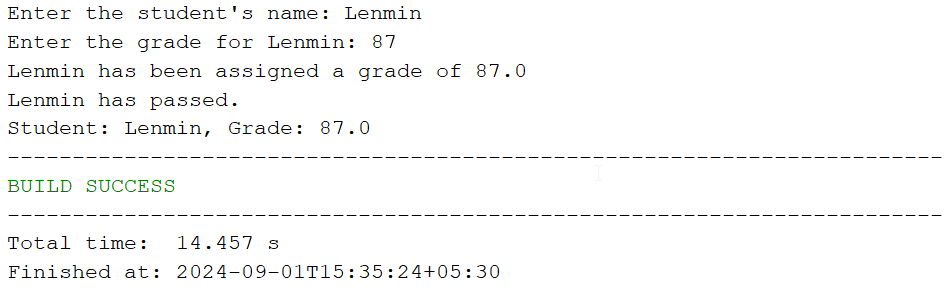 Enter the student's name: Lenmin
Enter the grade for Lenmin: 87
Lenmin has been assigned a grade of 87.0
Lenmin has passed.
Student: Lenmin, Grade: 87.0
------------------------------------------------------------------------
BUILD SUCCESS
------------------------------------------------------------------------
Total time:  14.457 s
Finished at: 2024-09-01T15:35:24+05:30